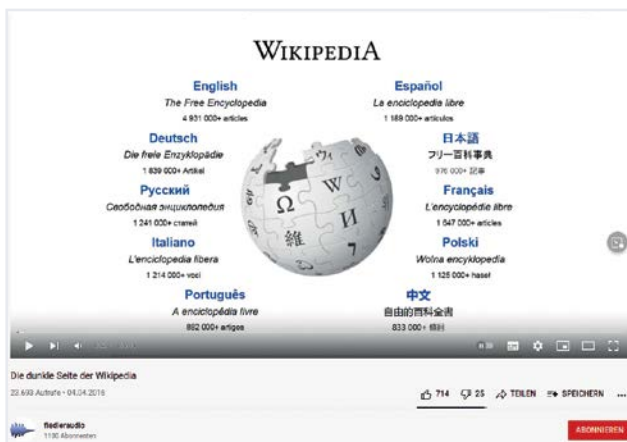 WIKIPEDIA
English
The Free Encyclopedia
4 931 000+ articles
Español
La enciclopedia libre
1 189 000+ artículos
Deutsch
Die freie Enzyklopädie
1 839 000+ Artikel
日本語
フリー百科事典
976 000+ 記事
Русский
Свободная энциклопедия
1 241 000+ статей
Français
L'encyclopédie libre
1 647 000+ articles
Italiano
L'enciclopedia libera
1 214 000+ voci
Polski
Wolna encyklopedia
1 125 000+ haseł
Português
A enciclopédia livre
882 000+ artigos
中文
自由的百科全書
833 000+ 條目
Ω
W
И
維
7
Die dunkle Seite der Wikipedia
23.693 Aufrufe • 04.04.2016
714
25
TEILEN
SPEICHERN
fiedleraudio
1190 Abonnenten
ABONNIEREN